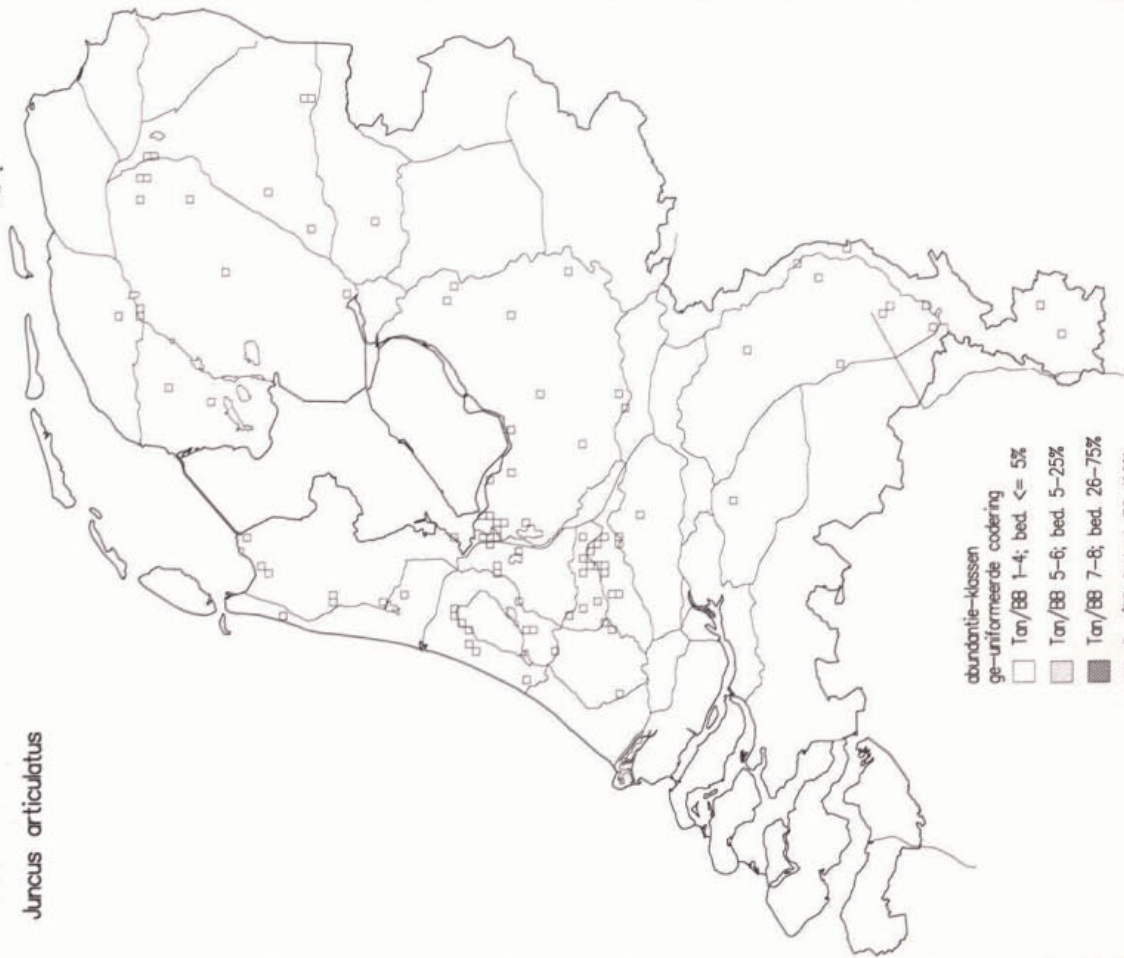 Juncus articulatus
abundantie-klassen
ge-uniformeerde codering
Tan/BB 1-4; bed. <= 5%
Tan/BB 5-6; bed. 5-25%
Tan/BB 7-8; bed. 26-75%